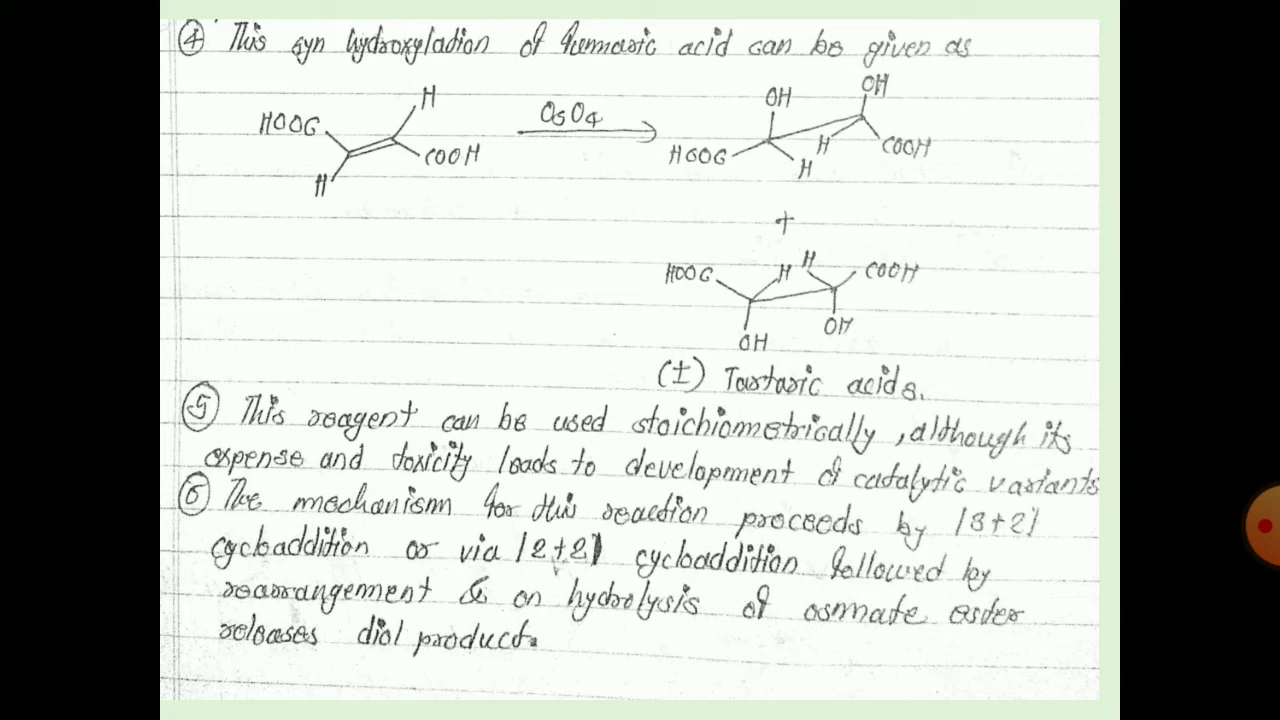 ④ This syn hydroxylation of fummaric acid can be given as
HOOC H COOH H
OsO4
OH OH HOOC H H COOH
+
HOOC H H COOH OH OH
(±) Tartaric acids.
⑤ This reagent can be used stoichiometrically, although its
expense and toxicity leads to development of catalytic variants
⑥ The mechanism for this reaction proceeds by [3+2]
cycloaddition or via [2+2] cycloaddition followed by
rearrangement & on hydrolysis of osmate ester
releases diol product.